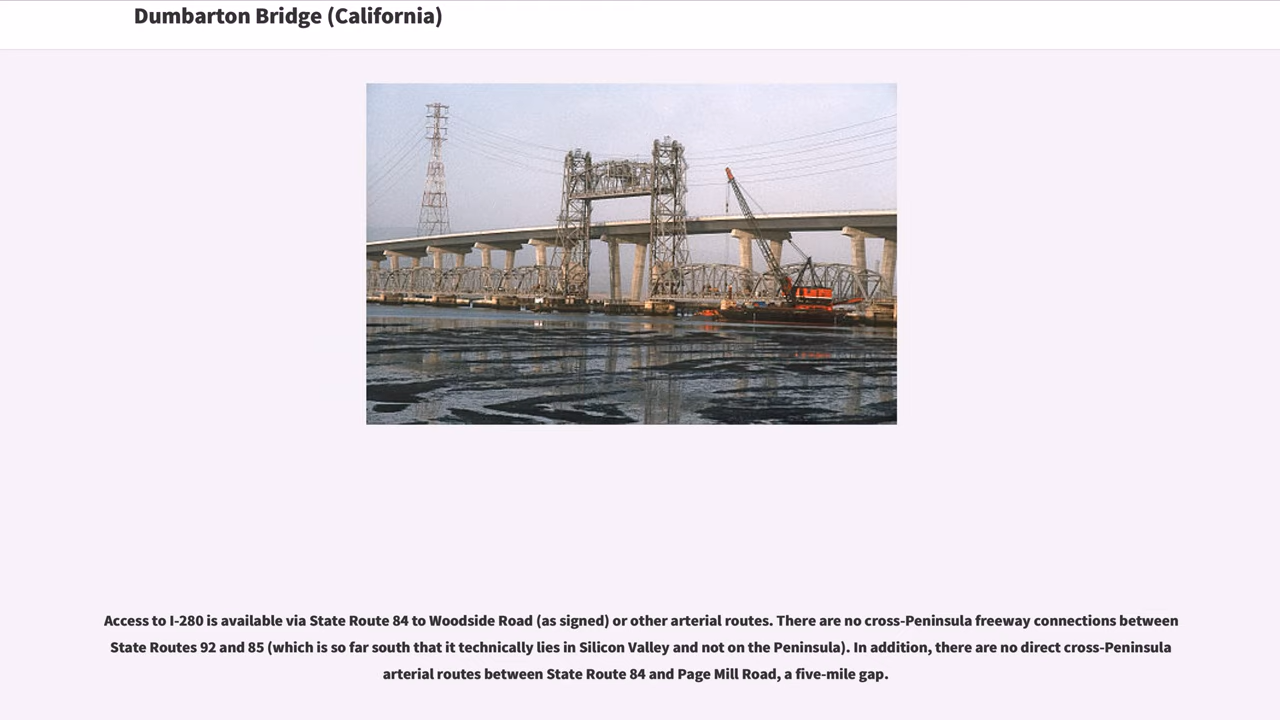 Dumbarton Bridge (California)
Access to I-280 is available via State Route 84 to Woodside Road (as signed) or other arterial routes. There are no cross-Peninsula freeway connections between
State Routes 92 and 85 (which is so far south that it technically lies in Silicon Valley and not on the Peninsula). In addition, there are no direct cross-Peninsula
arterial routes between State Route 84 and Page Mill Road, a five-mile gap.